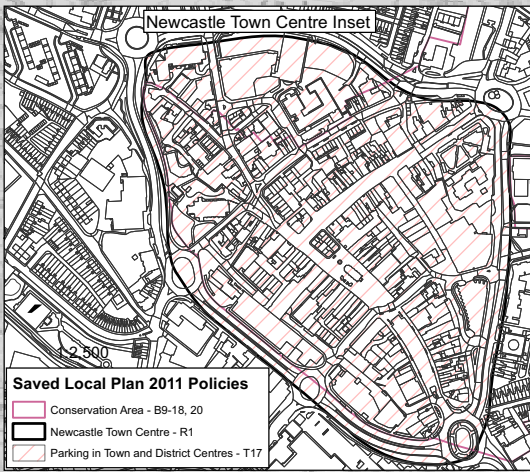 Newcastle Town Centre Inset
1:2,500
Saved Local Plan 2011 Policies
Conservation Area - B9-18, 20
Newcastle Town Centre - R1
Parking in Town and District Centres - T17